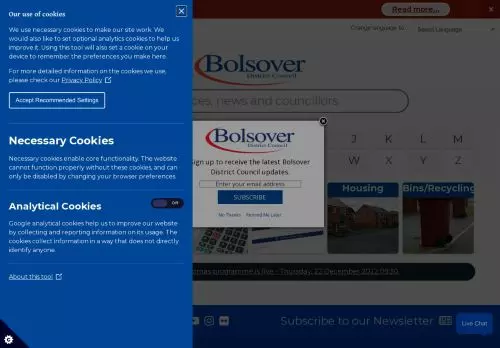 Our use of cookies
We use necessary cookies to make our site work. We
would also like to set optional analytics cookies to help us
improve it. Using this tool will also set a cookie on your
device to remember the preferences you make here.
For more detailed information on the cookies we use,
please check our Privacy Policy
Accept Recommended Settings
Necessary Cookies
Necessary cookies enable core functionality. The website
cannot function properly without these cookies, and can
only be disabled by changing your browser preferences.
Analytical Cookies
Off
Google analytical cookies help us to improve our website
by collecting and reporting information on its usage. The
cookies collect information in a way that does not directly
identify anyone.
About this tool
Read more...
Change language to:
Select Language
Bolsover
District Council
news and councillors
J K L M
W X Y Z
Bolsover
District Council
Sign up to receive the latest Bolsover
District Council updates.
Enter your email address
SUBSCRIBE
No Thanks Remind Me Later
Housing
Bins/Recycling
programme is live - Thursday, 22 December 2022 09:30
Subscribe to our Newsletter
Live Chat